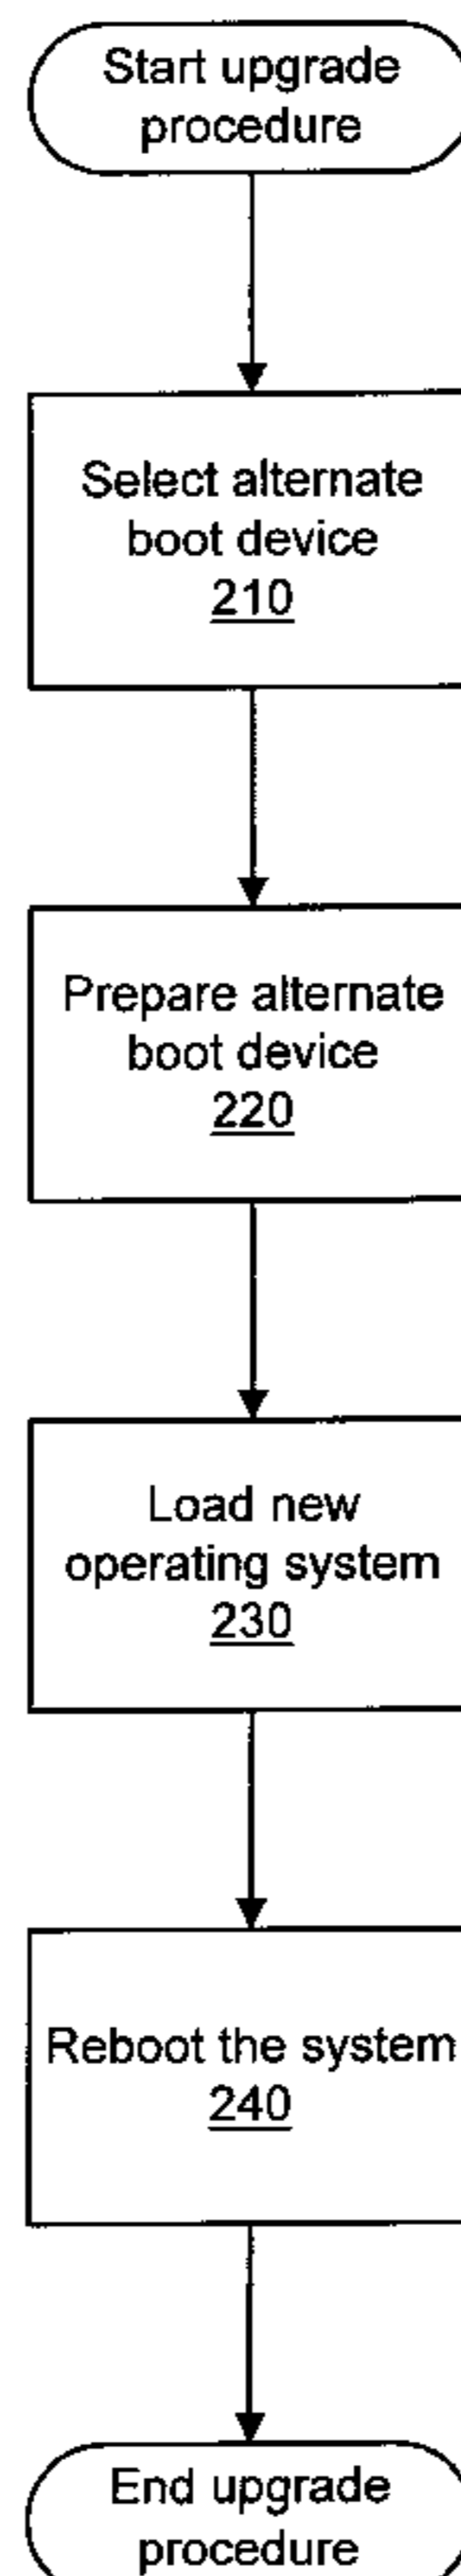 Start upgrade
procedure
Select alternate
boot device
210
Prepare alternate
boot device
220
Load new
operating system
230
Reboot the system
240
End upgrade
procedure